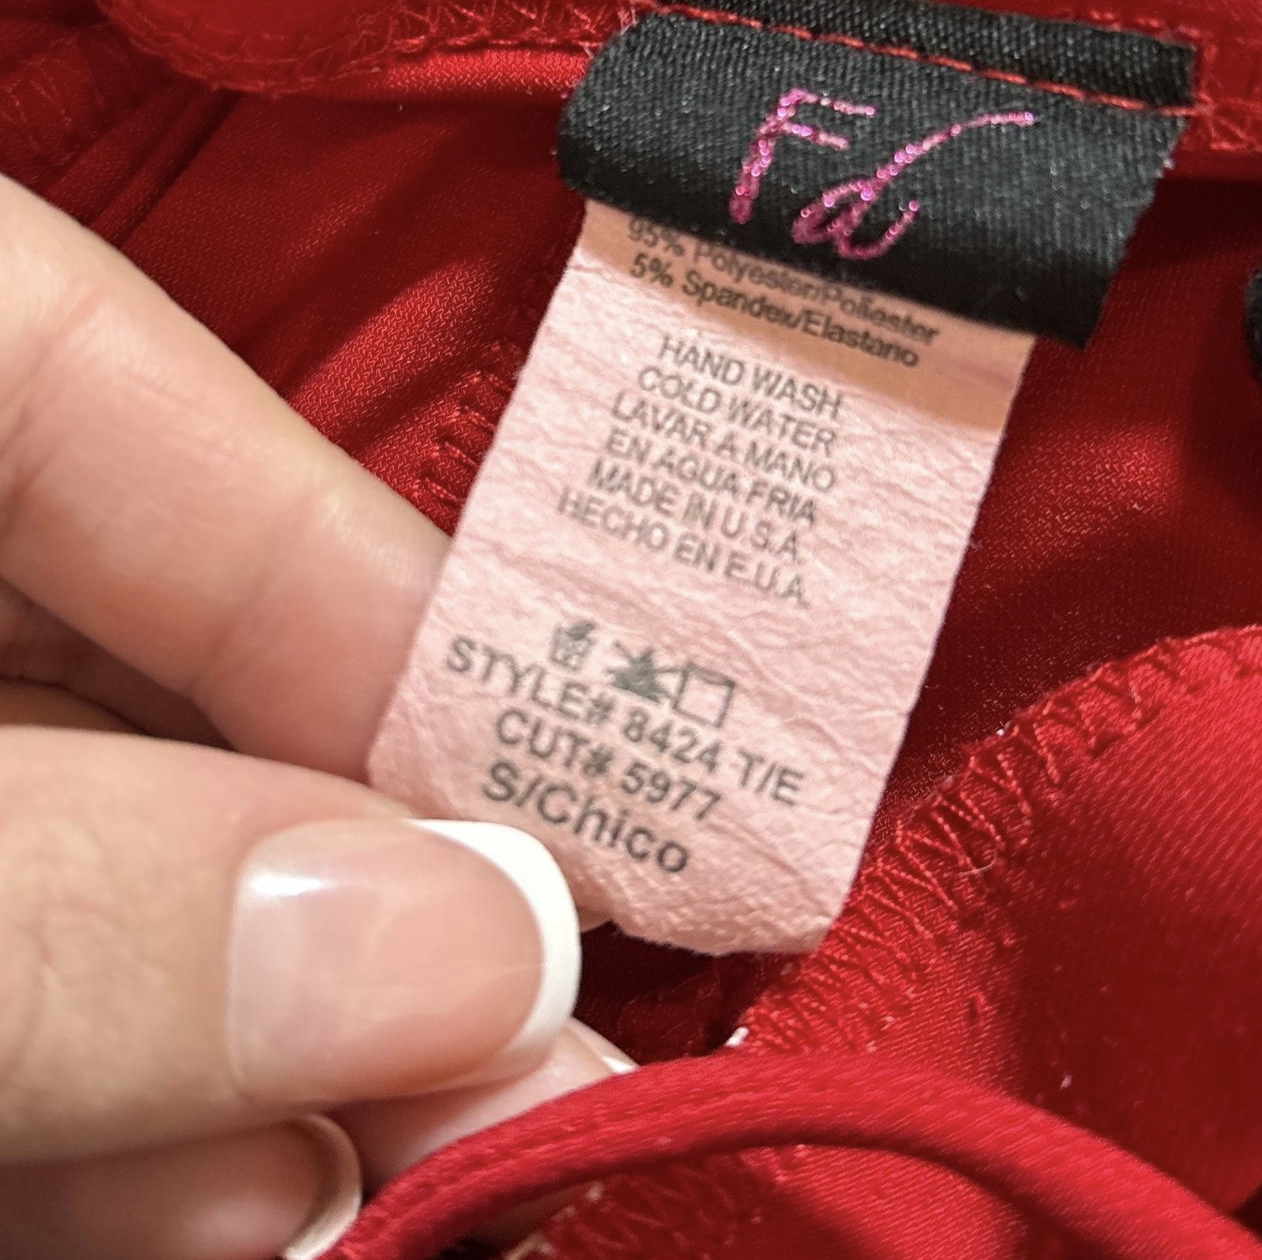 Fd
95% Polyester/Poliester
5% Spandex/Elastano
HAND WASH
COLD WATER
LAVAR A MANO
EN AQUA FRIA
MADE IN U.S.A.
HECHO EN E.U.A.
STYLE# 8424 T/E
CUT# 5977
S/Chico